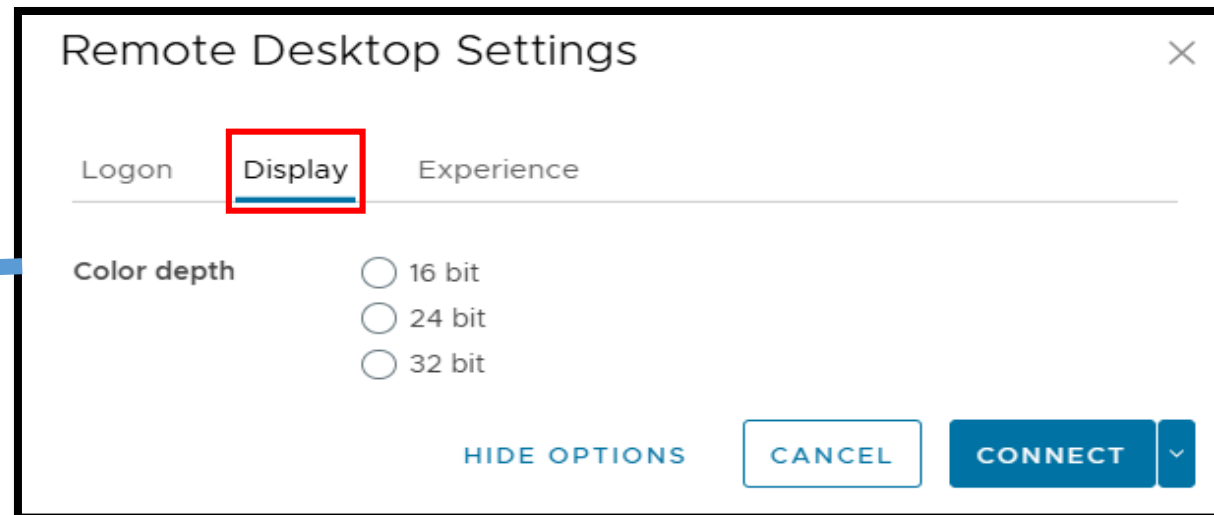 Remote Desktop Settings
Logon Display Experience
Color depth 16 bit
24 bit
32 bit
HIDE OPTIONS CANCEL CONNECT